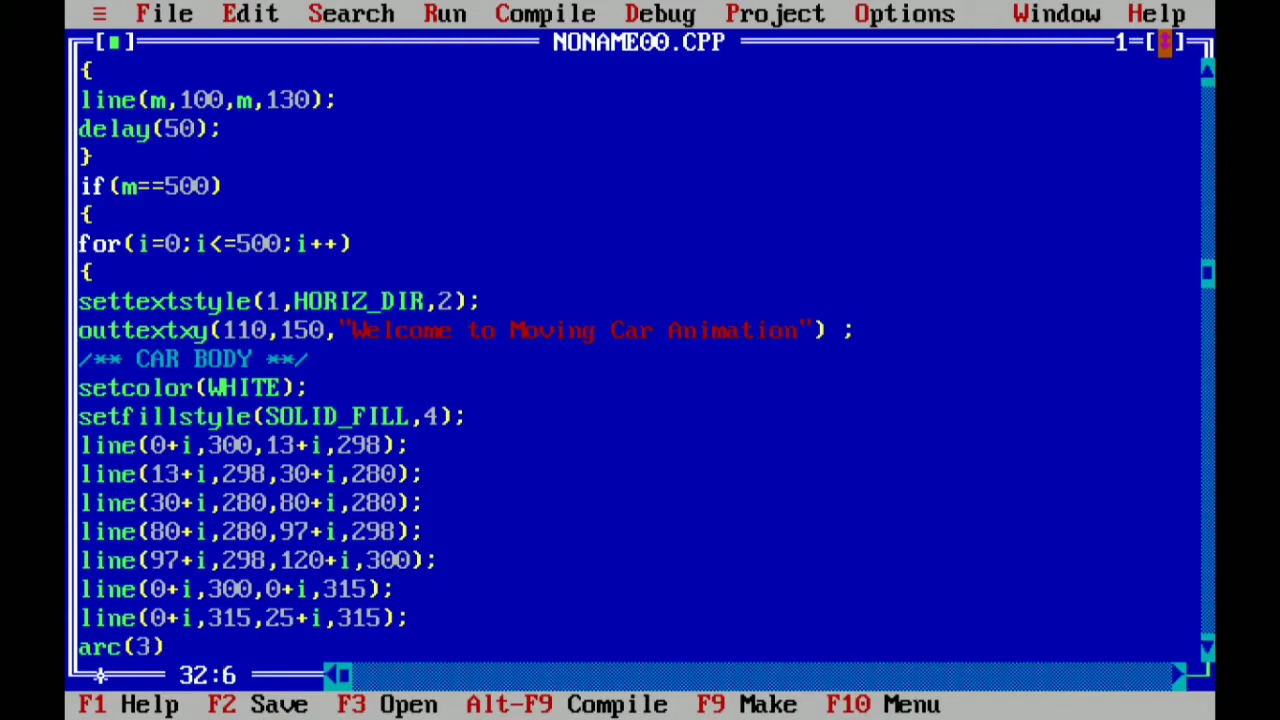 ≡ File Edit Search Run Compile Debug Project Options Window Help
[■] NONAME00.CPP 1=[↕]
{
line(m,100,m,130);
delay(50);
}
if(m==500)
{
for(i=0;i<=500;i++)
{
settextstyle(1,HORIZ_DIR,2);
outtextxy(110,150,"Welcome to Moving Car Animation") ;
/** CAR BODY **/
setcolor(WHITE);
setfillstyle(SOLID_FILL,4);
line(0+i,300,13+i,298);
line(13+i,298,30+i,280);
line(30+i,280,80+i,280);
line(80+i,280,97+i,298);
line(97+i,298,120+i,300);
line(0+i,300,0+i,315);
line(0+i,315,25+i,315);
arc(3)
32:6
F1 Help F2 Save F3 Open Alt-F9 Compile F9 Make F10 Menu